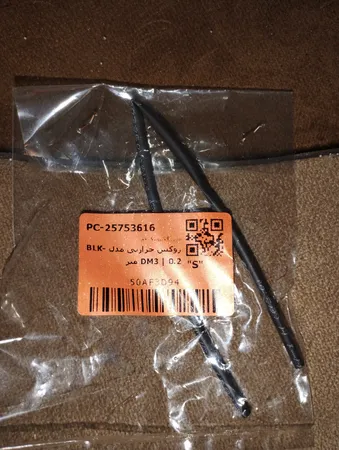 PC-25753616
روکش حرارتی مدل BLK-
DM3 | 0.2 متر
"S"
50AF3D94